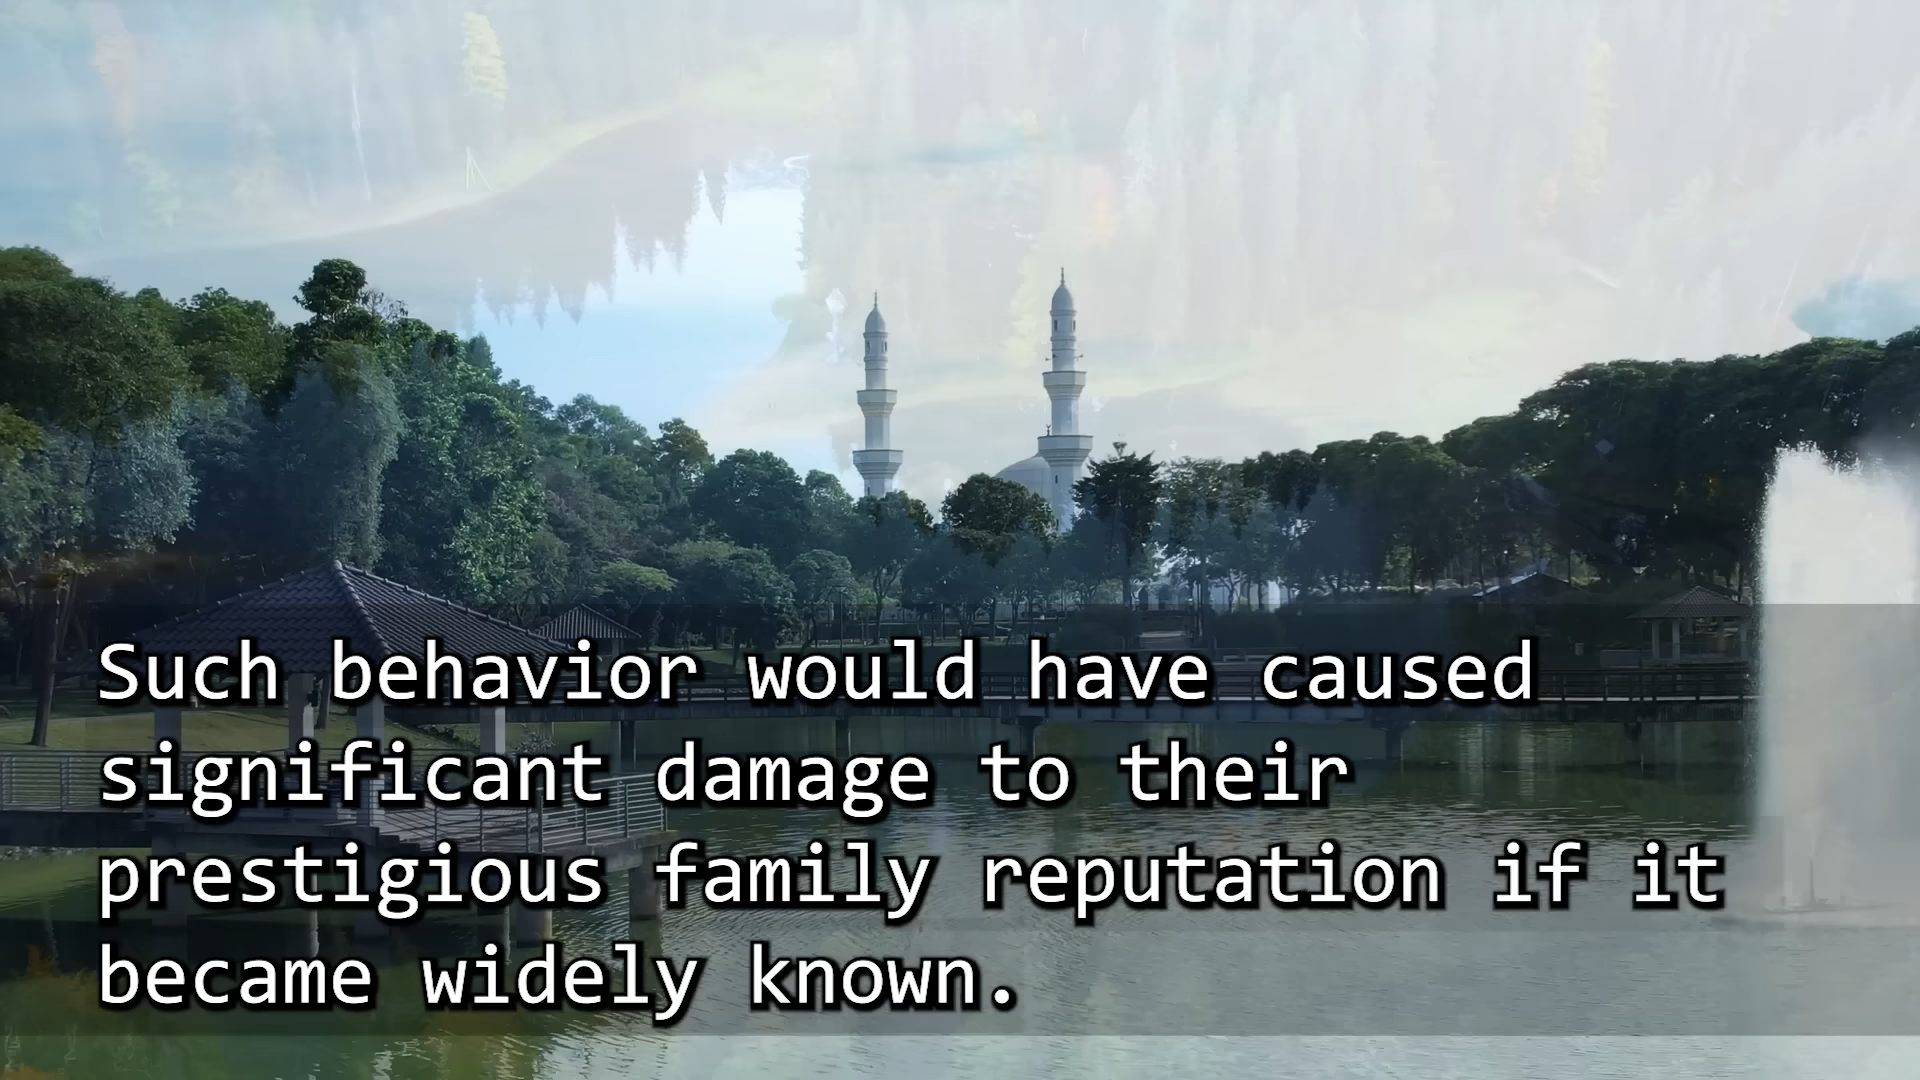 Such behavior would have caused
significant damage to their
prestigious family reputation if it
became widely known.